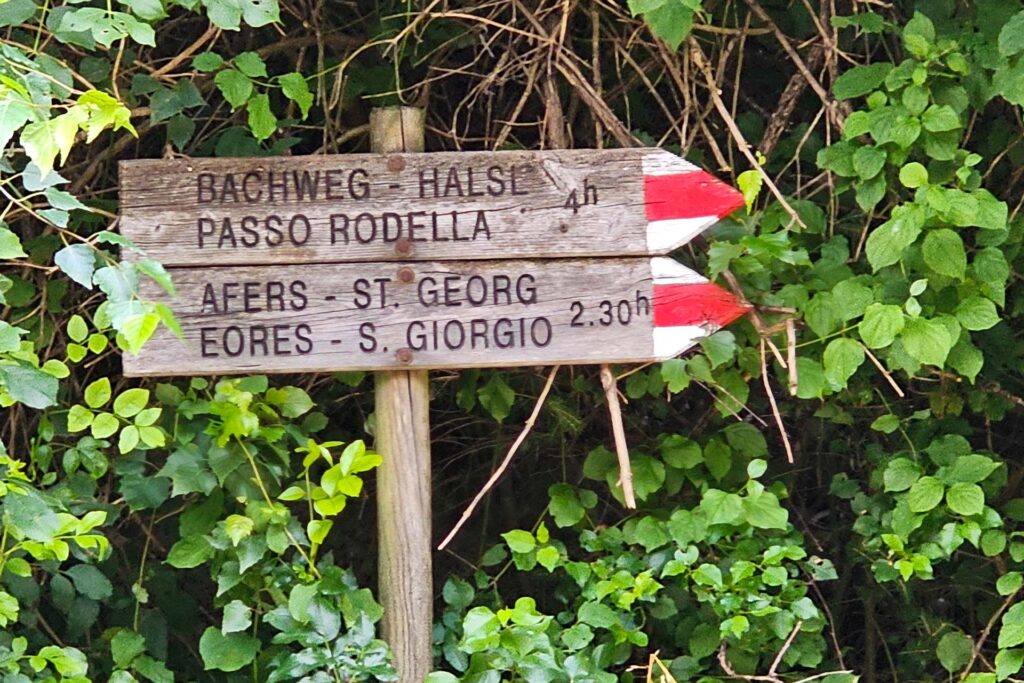 BACHWEG - HALSL 4h
PASSO RODELLA
AFERS - ST. GEORG 2.30h
EORES - S. GIORGIO